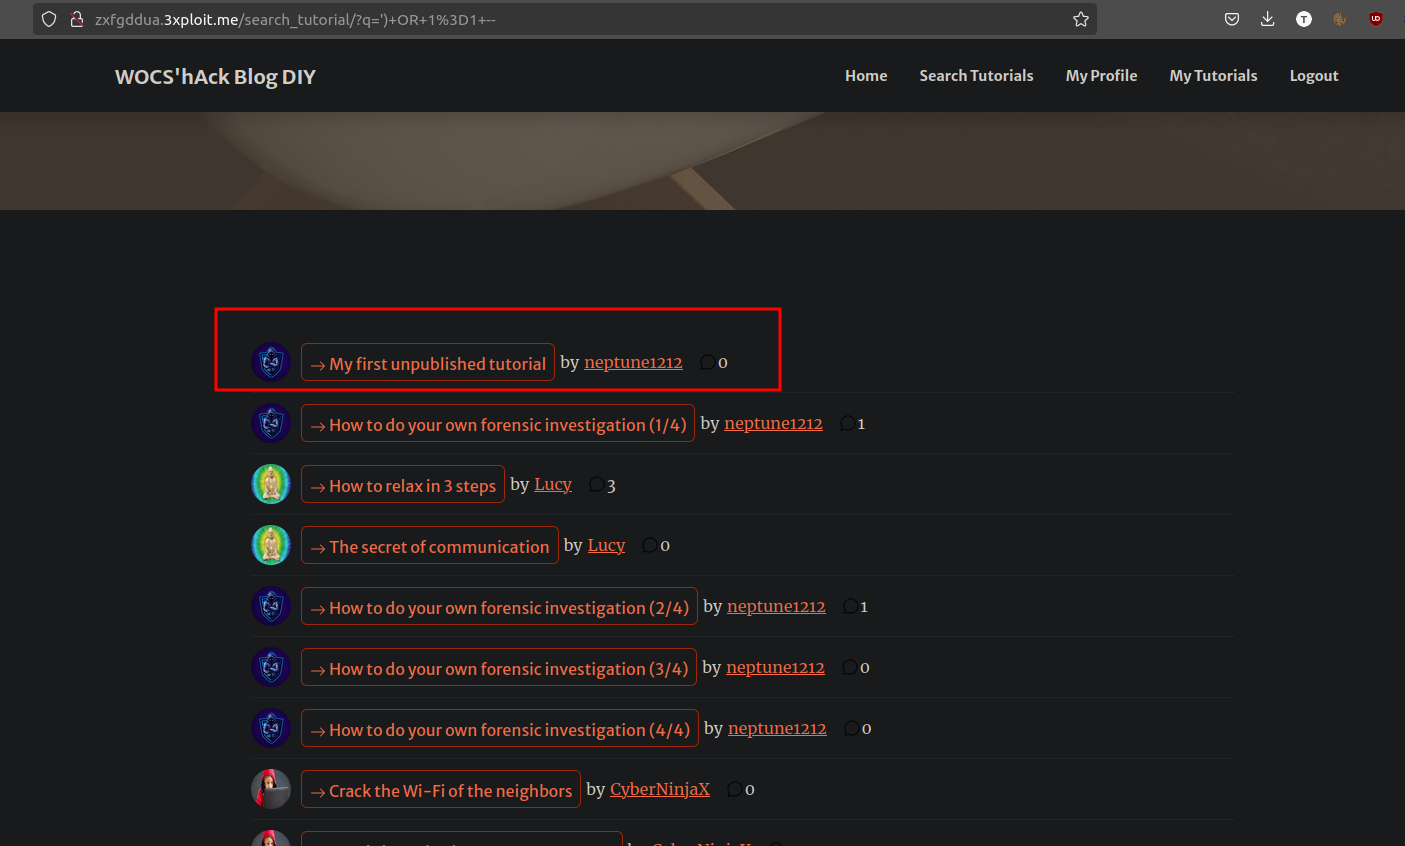 zxfgddua.3xploit.me/search_tutorial/?q=')+OR+1%3D1+--
WOCS'hAck Blog DIY Home Search Tutorials My Profile My Tutorials Logout
→ My first unpublished tutorial by neptune1212 0
→ How to do your own forensic investigation (1/4) by neptune1212 1
→ How to relax in 3 steps by Lucy 3
→ The secret of communication by Lucy 0
→ How to do your own forensic investigation (2/4) by neptune1212 1
→ How to do your own forensic investigation (3/4) by neptune1212 0
→ How to do your own forensic investigation (4/4) by neptune1212 0
→ Crack the Wi-Fi of the neighbors by CyberNinjaX 0